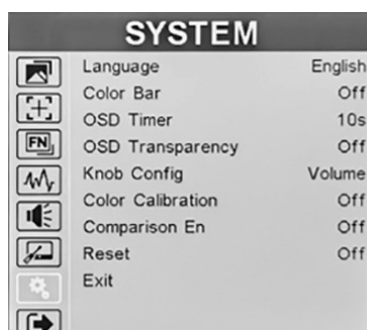 SYSTEM
Language English
Color Bar Off
OSD Timer 10s
OSD Transparency Off
FN
Knob Config Volume
Color Calibration Off
Comparison En Off
Reset Off
Exit